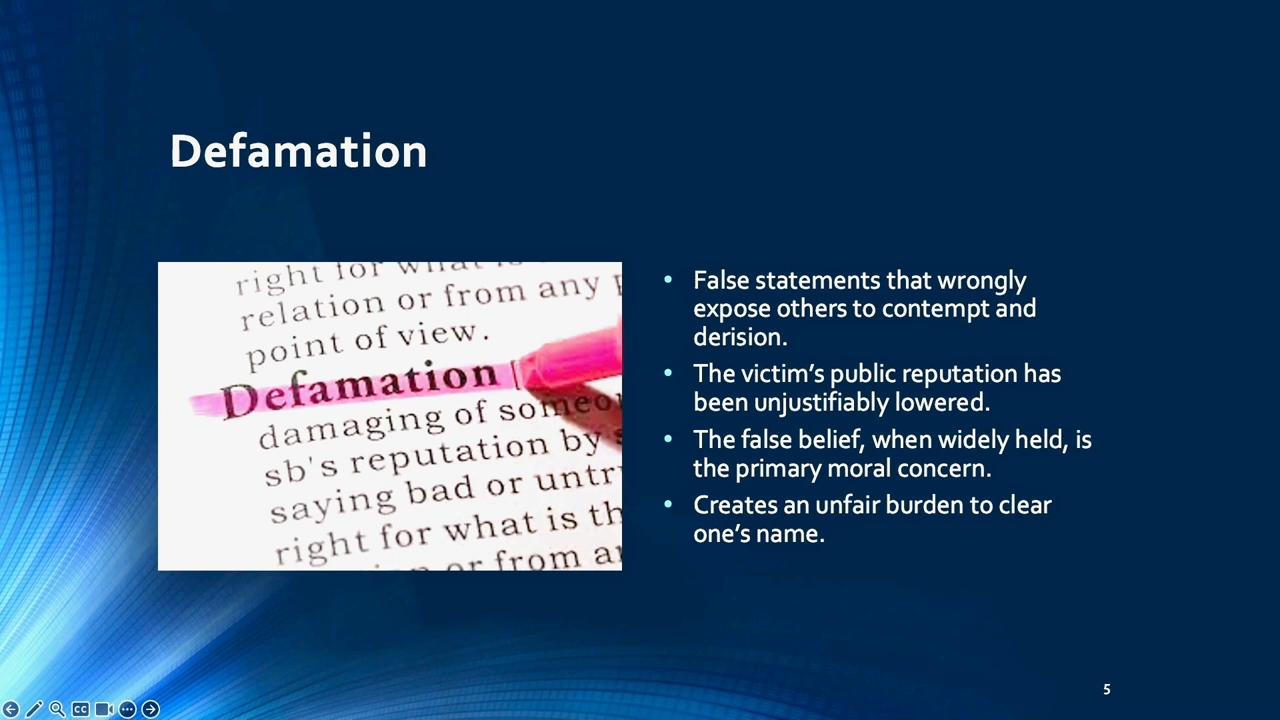 Defamation
right for what is
relation or from any
point of view.
Defamation
damaging of
sb's reputation by
saying bad or
right for what is
or from
• False statements that wrongly
expose others to contempt and
derision.
• The victim's public reputation has
been unjustifiably lowered.
• The false belief, when widely held, is
the primary moral concern.
• Creates an unfair burden to clear
one's name.
5
CC